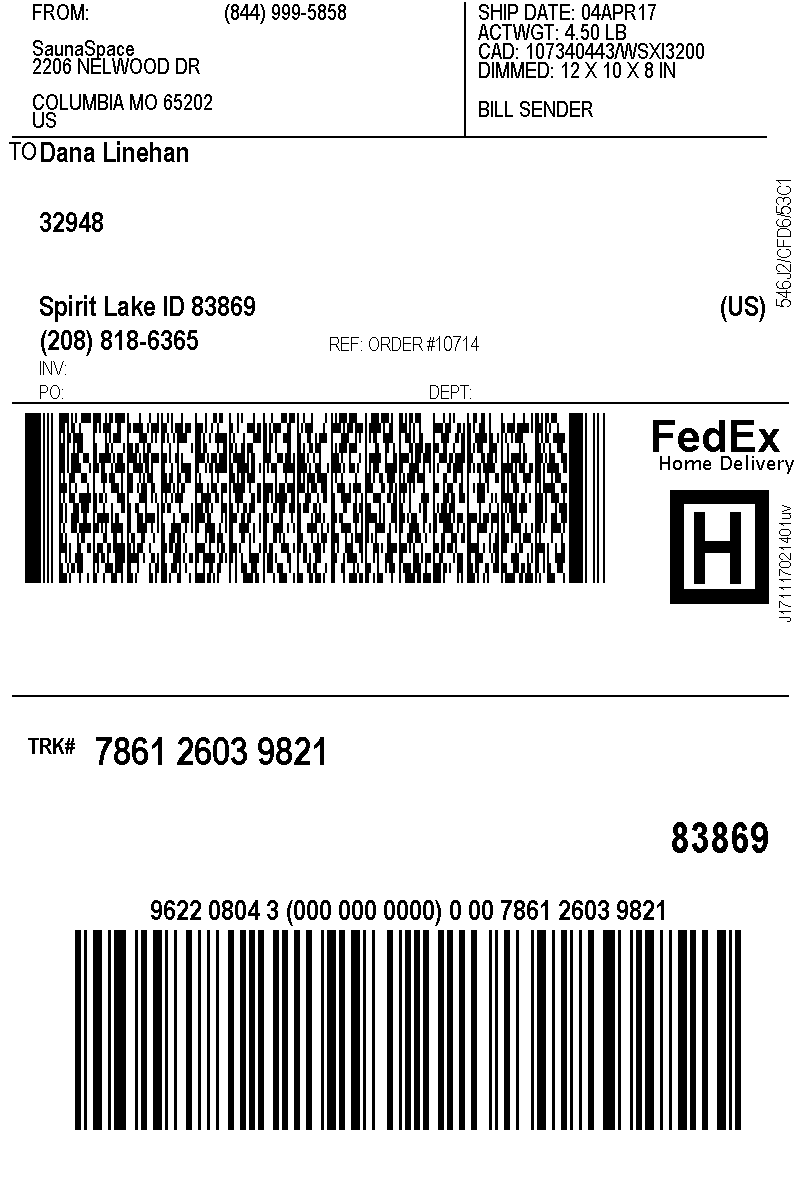 FROM: (844) 999-5858
SaunaSpace
2206 NELWOOD DR
COLUMBIA MO 65202
US
SHIP DATE: 04APR17
ACTWGT: 4.50 LB
CAD: 107340443/WSXI3200
DIMMED: 12 X 10 X 8 IN
BILL SENDER
TO Dana Linehan
32948
Spirit Lake ID 83869 (US)
(208) 818-6365 REF: ORDER #10714
INV:
PO: DEPT:
546J2/CFD6/53C1
FedEx
Home Delivery
H
J171117021401uv
TRK# 7861 2603 9821
83869
9622 0804 3 (000 000 0000) 0 00 7861 2603 9821